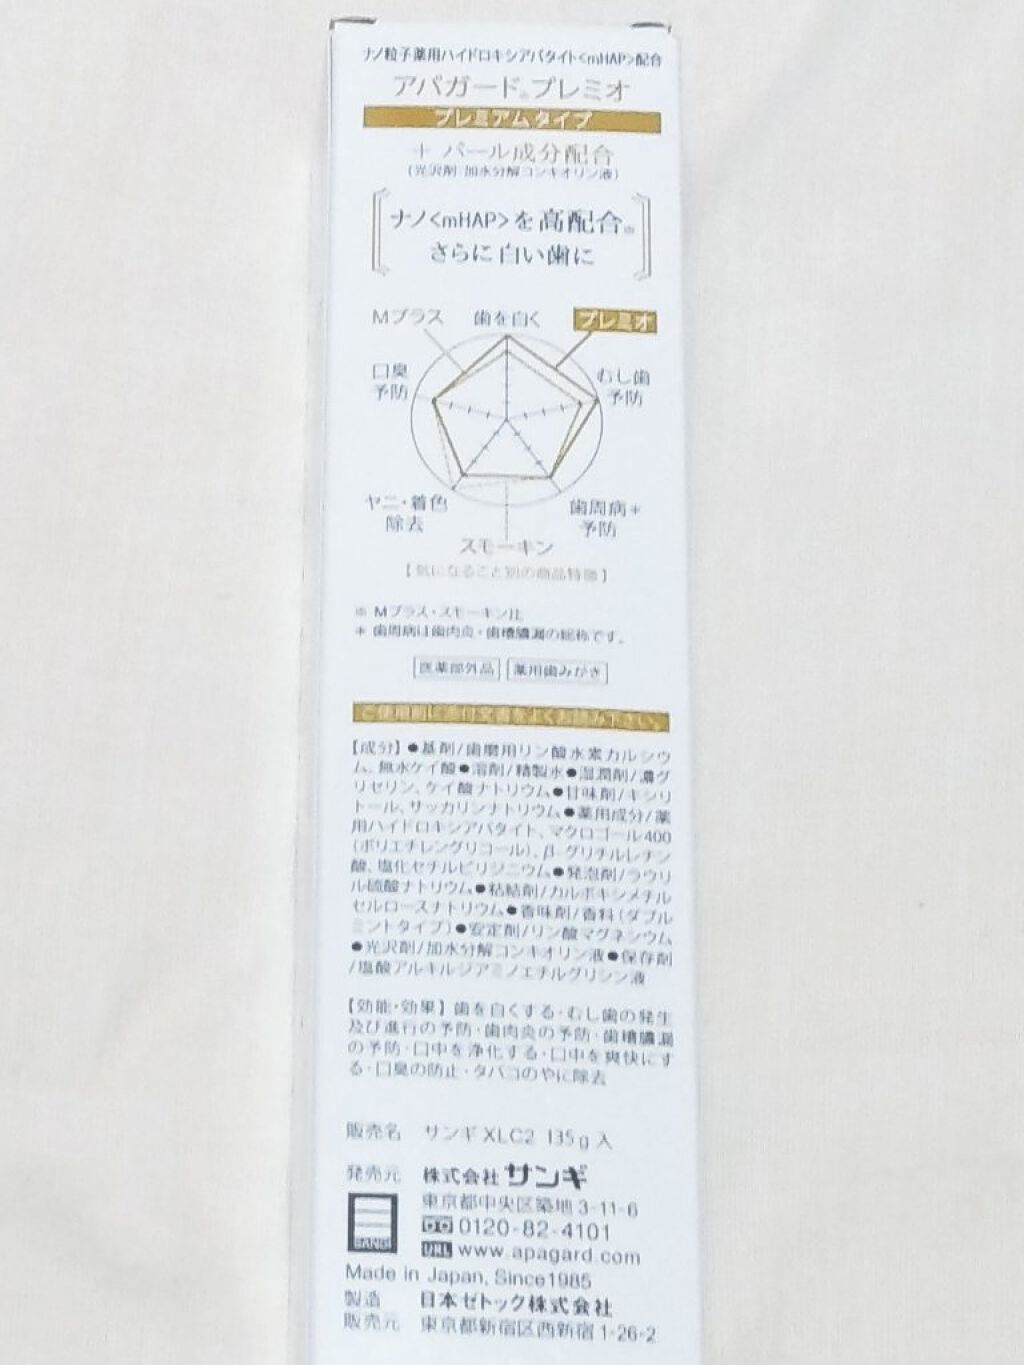 ナノ粒子薬用ハイドロキシアパタイト<mHAP>配合
アパガード®プレミオ
プレミアムタイプ
+ パール成分配合
(光沢剤:加水分解コンキオリン液)
ナノ<mHAP>を高配合※
さらに白い歯に
Mプラス 歯を白く プレミオ
口臭予防 むし歯予防
ヤニ・着色除去 歯周病*予防
スモーキン
【気になること別の商品特徴】
※ Mプラス・スモーキン比
* 歯周病は歯肉炎・歯槽膿漏の総称です。
医薬部外品 薬用歯みがき
ご使用前に添付文書をよくお読み下さい。
【成分】●基剤/歯磨用リン酸水素カルシウ
ム、無水ケイ酸●溶剤/精製水●湿潤剤/濃グ
リセリン、ケイ酸ナトリウム●甘味剤/キシリ
トール、サッカリンナトリウム●薬用成分/薬
用ハイドロキシアパタイト、マクロゴール400
(ポリエチレングリコール)、β-グリチルレチン
酸、塩化セチルピリジニウム●発泡剤/ラウリ
ル硫酸ナトリウム●粘結剤/カルボキシメチル
セルロースナトリウム●香味剤/香料(ダブル
ミントタイプ)●安定剤/リン酸マグネシウム
●光沢剤/加水分解コンキオリン液●保存剤
/塩酸アルキルジアミノエチルグリシン液
【効能・効果】歯を白くする・むし歯の発生
及び進行の予防・歯肉炎の予防・歯槽膿漏
の予防・口中を浄化する・口中を爽快にす
る・口臭の防止・タバコのやに除去
販売名 サンギXLC2 135g入
発売元 株式会社サンギ
東京都中央区築地3-11-6
0120-82-4101
SANGI
URL www.apagard.com
Made in Japan, Since1985
製造 日本ゼトック株式会社
販売元 東京都新宿区西新宿1-26-2